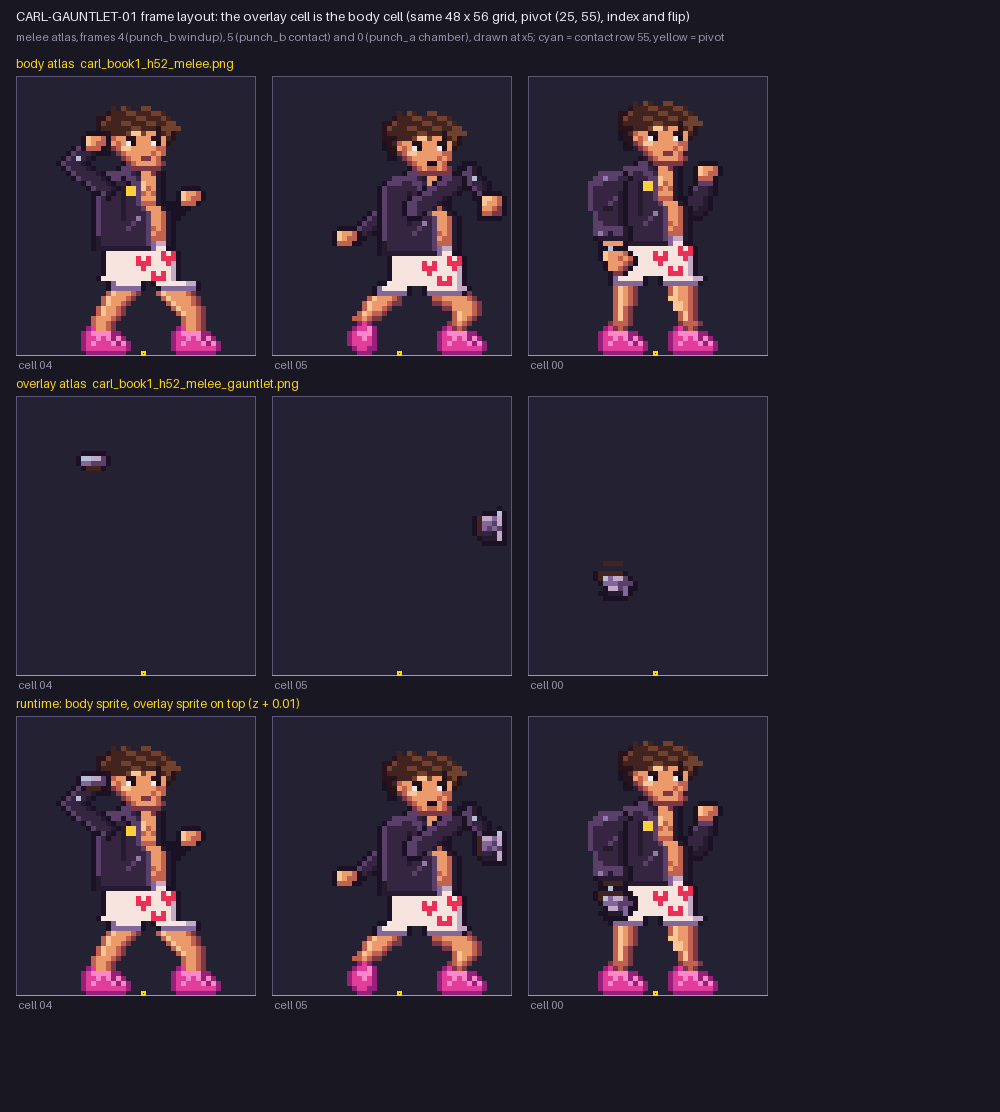 CARL-GAUNTLET-01 frame layout: the overlay cell is the body cell (same 48 x 56 grid, pivot (25, 55), index and flip)
melee atlas, frames 4 (punch_b windup), 5 (punch_b contact) and 0 (punch_a chamber), drawn at x5; cyan = contact row 55, yellow = pivot
body atlas  carl_book1_h52_melee.png
cell 04
cell 05
cell 00
overlay atlas  carl_book1_h52_melee_gauntlet.png
cell 04
cell 05
cell 00
runtime: body sprite, overlay sprite on top (z + 0.01)
cell 04
cell 05
cell 00